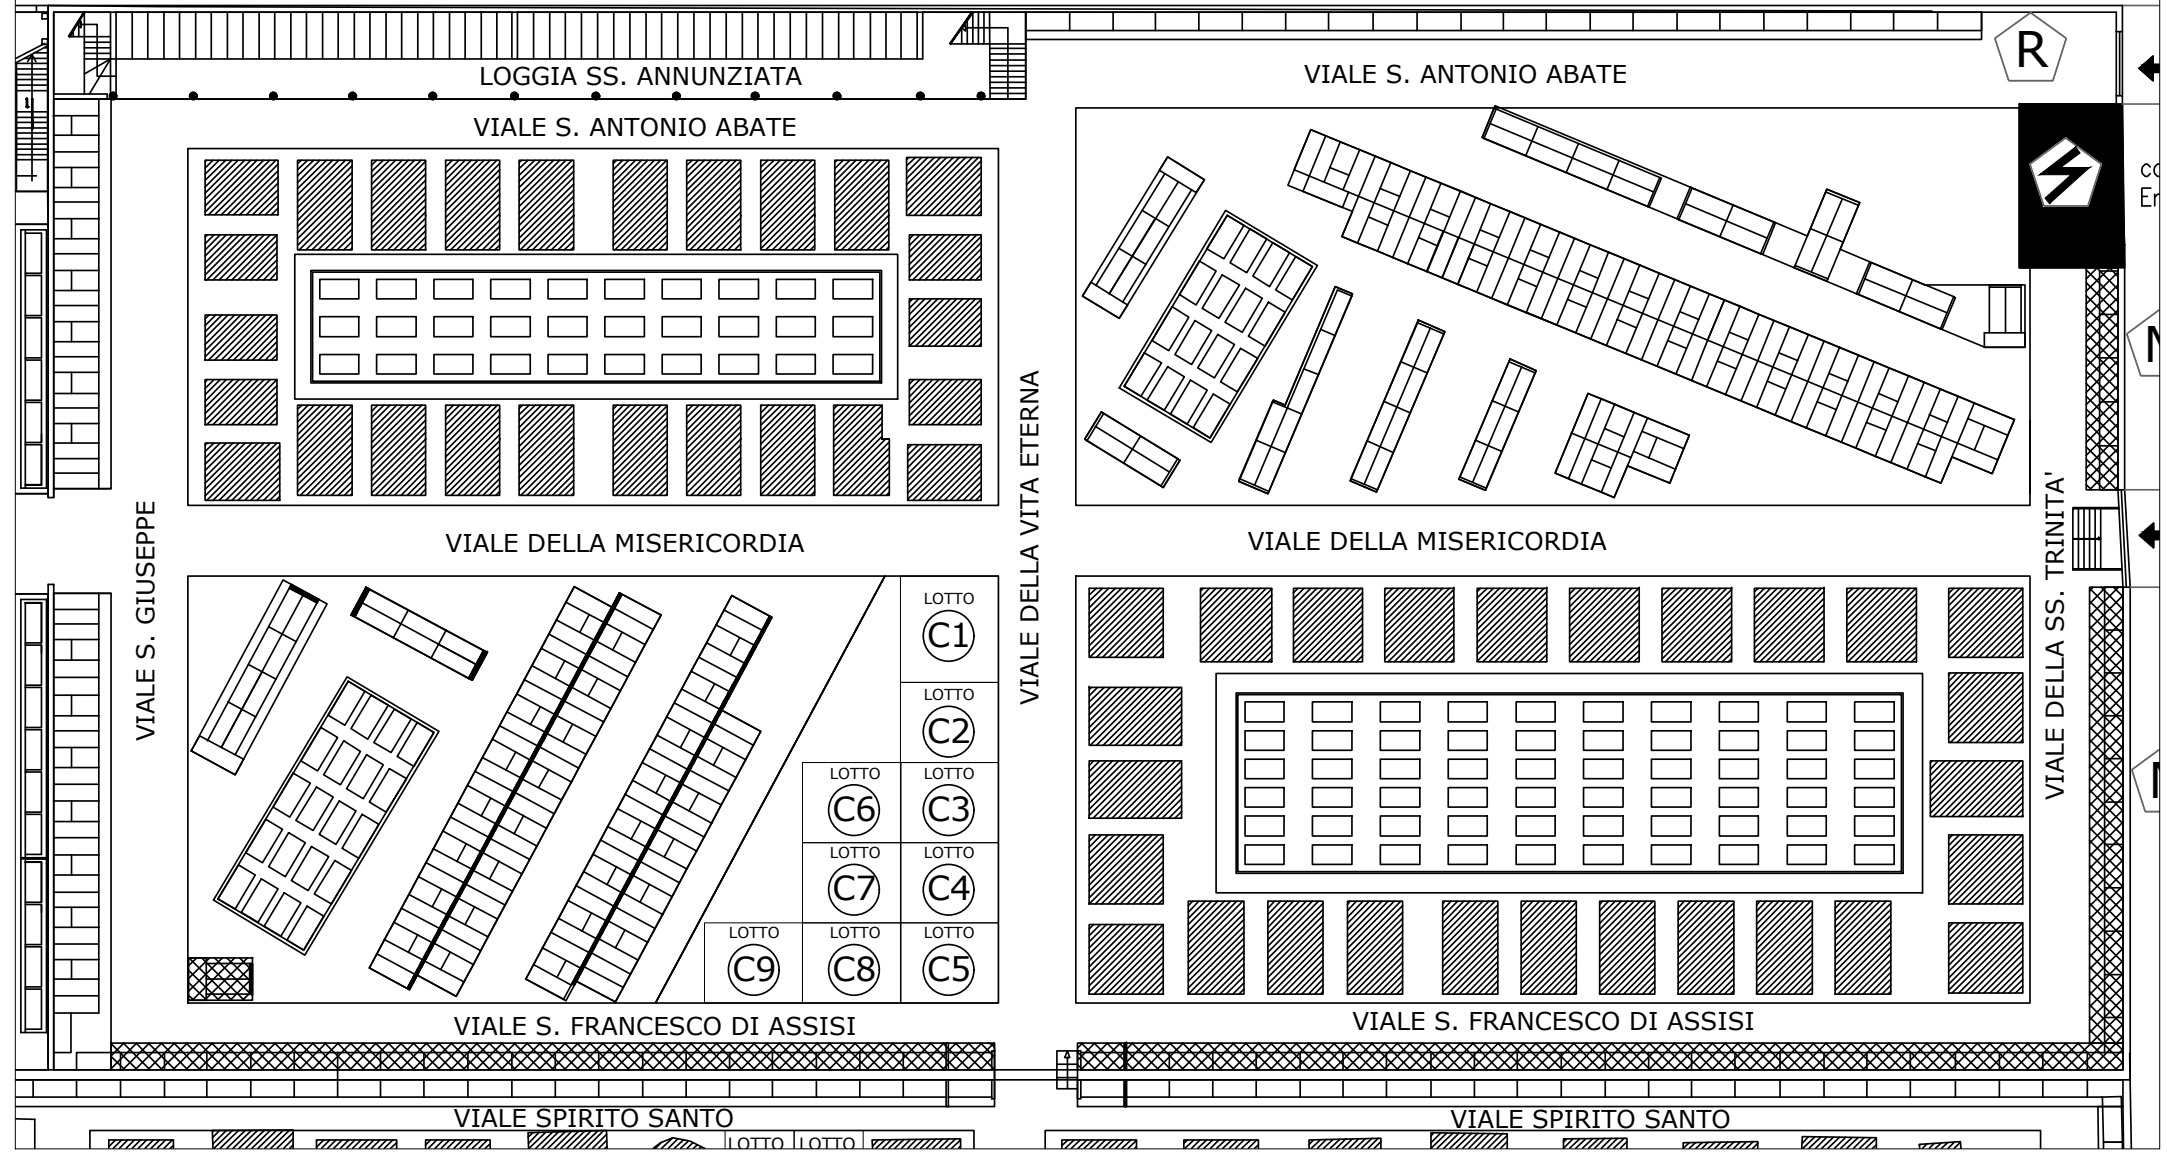 R
LOGGIA SS. ANNUNZIATA
VIALE S. ANTONIO ABATE
VIALE S. ANTONIO ABATE
VIALE S. GIUSEPPE
VIALE DELLA VITA ETERNA
VIALE DELLA SS. TRINITA'
VIALE DELLA MISERICORDIA
VIALE DELLA MISERICORDIA
LOTTO
C1
LOTTO
C2
LOTTO LOTTO
C6 C3
LOTTO LOTTO
C7 C4
LOTTO LOTTO LOTTO
C9 C8 C5
VIALE S. FRANCESCO DI ASSISI
VIALE S. FRANCESCO DI ASSISI
VIALE SPIRITO SANTO
VIALE SPIRITO SANTO
LOTTO LOTTO